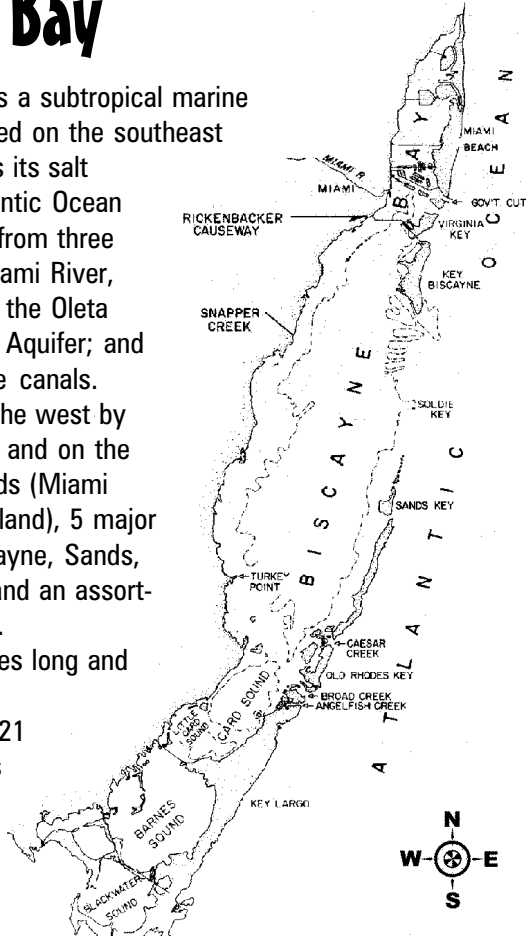 Bay
s a subtropical marine
ed on the southeast
s its salt
ntic Ocean
from three
ami River,
the Oleta
Aquifer; and
e canals.
he west by
and on the
ds (Miami
land), 5 major
ayne, Sands,
and an assort-
.
es long and
21
s
MIAMI
BEACH
MIAMI R.
MIAMI
GOV'T. CUT
RICKENBACKER
CAUSEWAY
VIRGINIA
KEY
KEY
BISCAYNE
SNAPPER
CREEK
SOLDIE
KEY
SANDS KEY
BISCAYNE BAY
ATLANTIC OCEAN
TURKEY
POINT
CAESAR
CREEK
OLD RHODES KEY
BROAD CREEK
ANGELFISH CREEK
CARD SOUND
LITTLE
CARD
SOUND
KEY LARGO
BARNES
SOUND
BLACKWATER
SOUND
N
W E
S